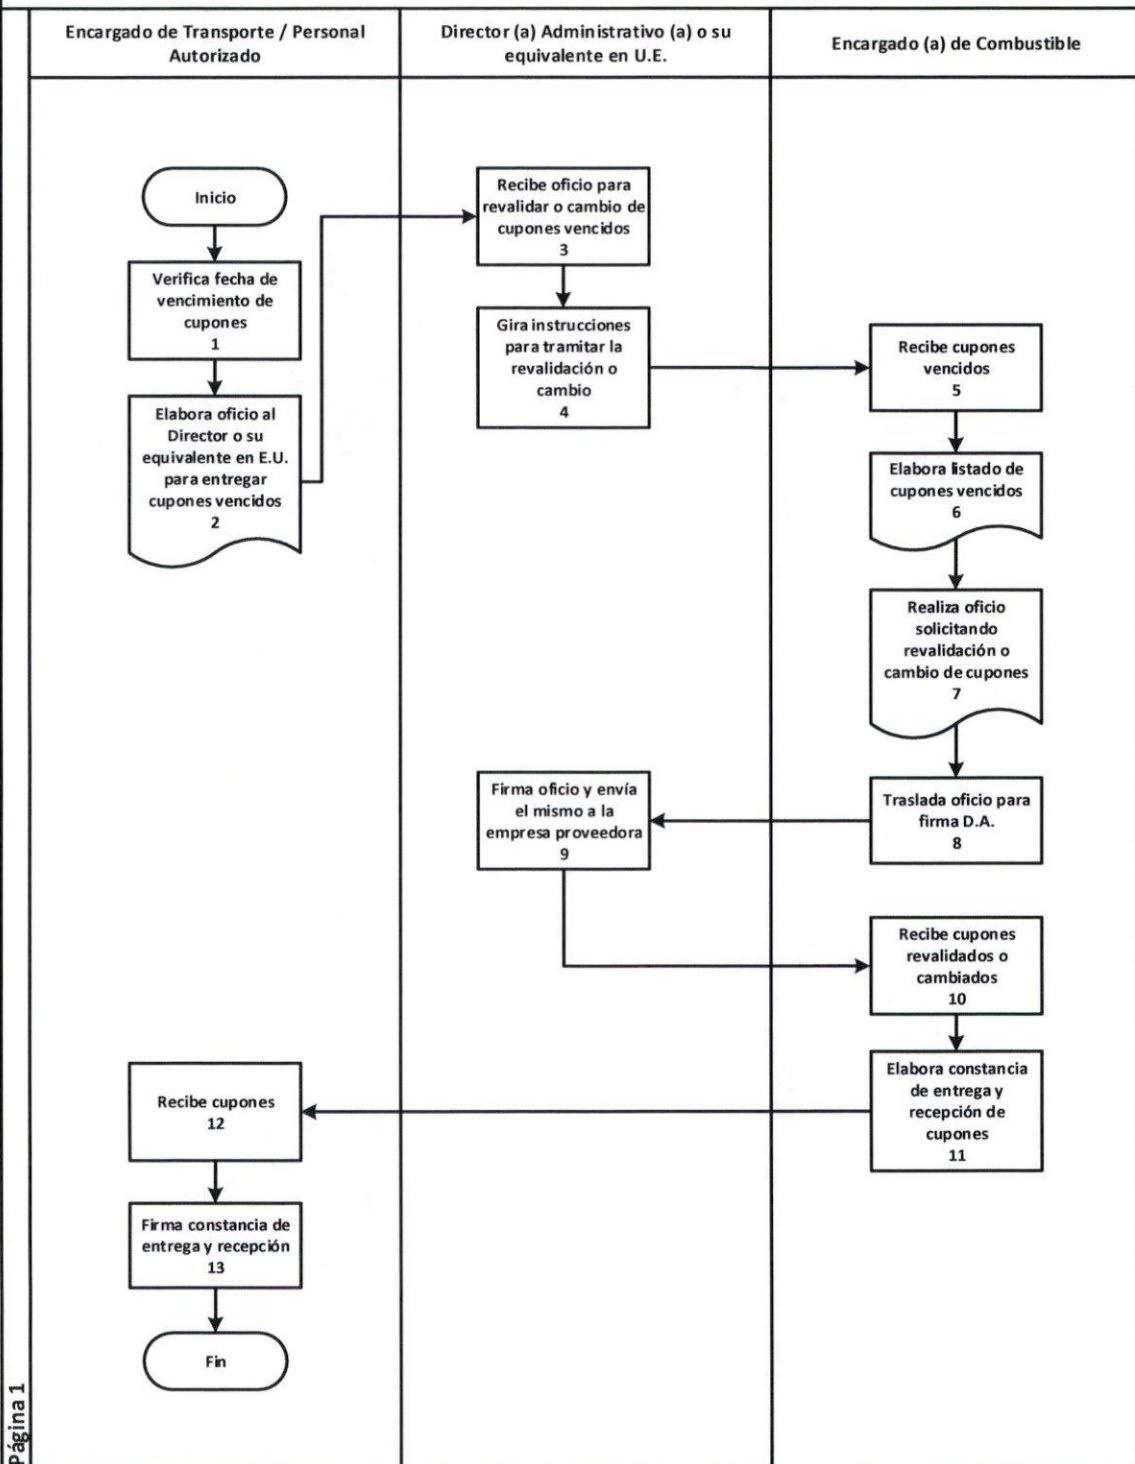 Encargado de Transporte / Personal
Autorizado
Director (a) Administrativo (a) o su
equivalente en U.E.
Encargado (a) de Combustible
Inicio
Verifica fecha de
vencimiento de
cupones
1
Elabora oficio al
Director o su
equivalente en E.U.
para entregar
cupones vencidos
2
Recibe oficio para
revalidar o cambio de
cupones vencidos
3
Gira instrucciones
para tramitar la
revalidación o
cambio
4
Recibe cupones
vencidos
5
Elabora listado de
cupones vencidos
6
Realiza oficio
solicitando
revalidación o
cambio de cupones
7
Traslada oficio para
firma D.A.
8
Firma oficio y envía
el mismo a la
empresa proveedora
9
Recibe cupones
revalidados o
cambiados
10
Elabora constancia
de entrega y
recepción de
cupones
11
Recibe cupones
12
Firma constancia de
entrega y recepción
13
Fin
Página 1